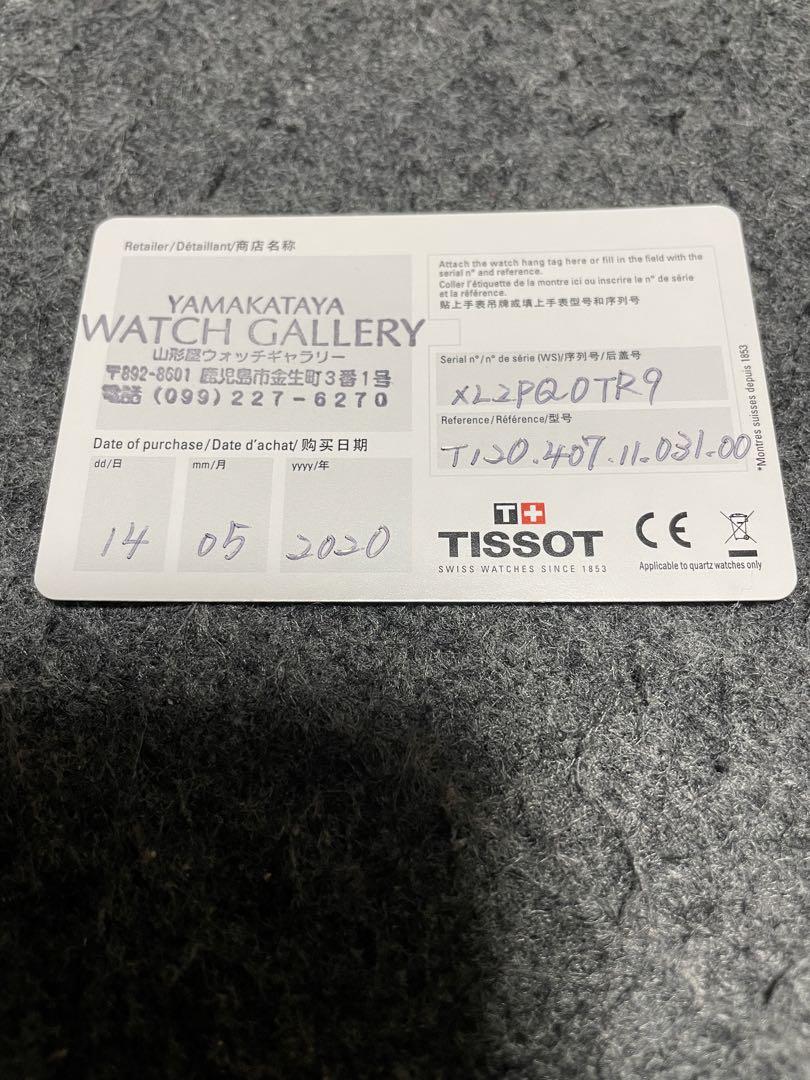 Retailer/Détaillant/商店名称
YAMAKATAYA
WATCH GALLERY
山形屋ウォッチギャラリー
〒892-8601 鹿児島市金生町3番1号
電話 (099) 227-6270
Date of purchase/Date d'achat/购买日期
dd/日 mm/月 yyyy/年
14 05 2020
Attach the watch hang tag here or fill in the field with the
serial n° and reference.
Coller l'étiquette de la montre ici ou inscrire le n° de série
et la référence.
贴上手表吊牌或填上手表型号和序列号
Serial n°/n° de série (WS)/序列号/后盖号
XL2PQ0TR9
Reference/Référence/型号
T120.407.11.031.00
T+
TISSOT
SWISS WATCHES SINCE 1853
CE
Applicable to quartz watches only
*Montres suisses depuis 1853